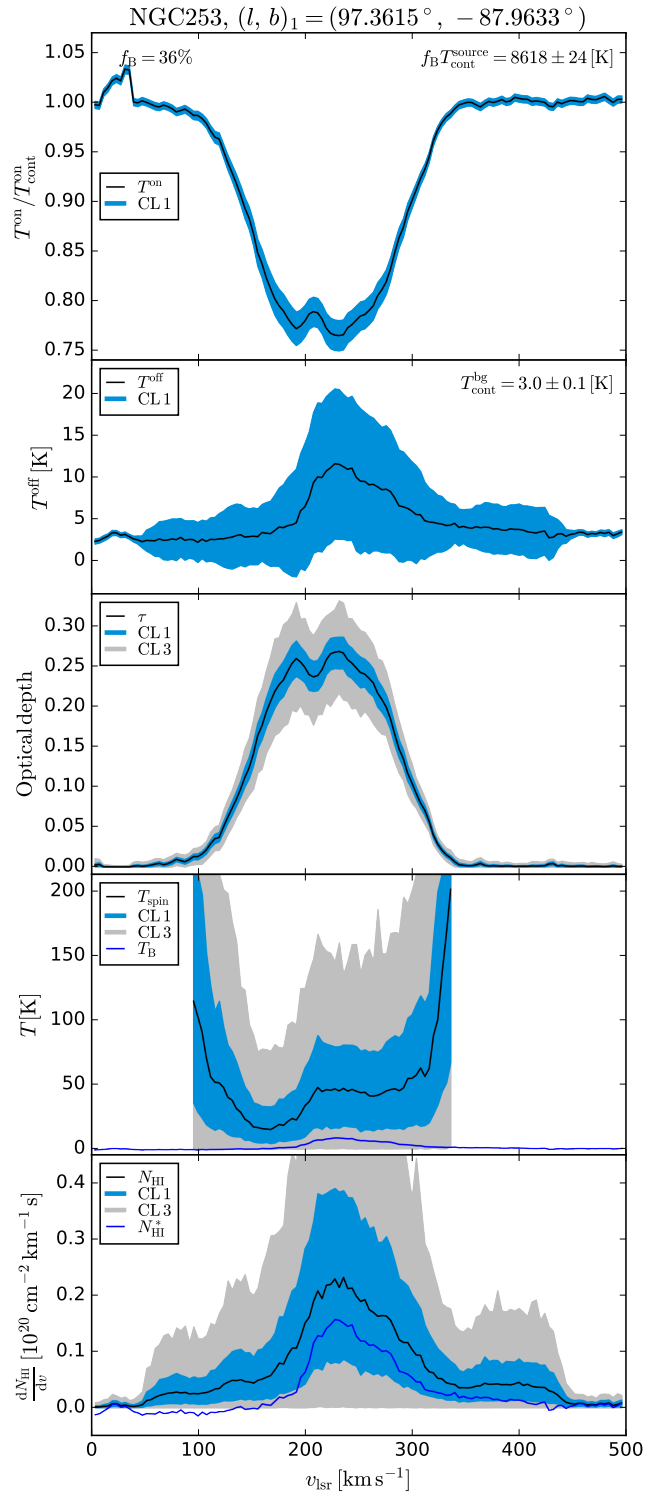 NGC253, (l, b)₁ = (97.3615°, −87.9633°)
f_B = 36%
f_B T_cont^source = 8618 ± 24 [K]
1.05
1.00
0.95
0.90
0.85
0.80
0.75
T^on/T_cont^on
T^on
CL 1
T^off
CL 1
T_cont^bg = 3.0 ± 0.1 [K]
20
15
10
5
0
T^off [K]
τ
CL 1
CL 3
0.30
0.25
0.20
0.15
0.10
0.05
0.00
Optical depth
T_spin
CL 1
CL 3
T_B
200
150
100
50
0
T [K]
N_HI
CL 1
CL 3
N_HI^*
0.4
0.3
0.2
0.1
0.0
dN_HI/dv [10^20 cm^−2 km^−1 s]
0 100 200 300 400 500
v_lsr [km s^−1]